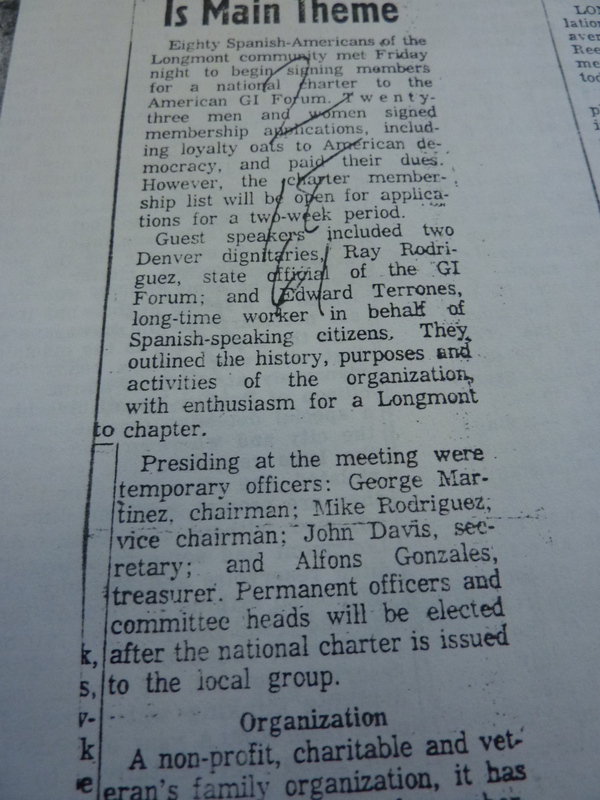 Is Main Theme
Eighty Spanish-Americans of the
Longmont community met Friday
night to begin signing members
for a national charter to the
American GI Forum. Twenty-
three men and women signed
membership applications, includ-
ing loyalty oats to American de-
mocracy, and paid their dues.
However, the charter member-
ship list will be open for applica-
tions for a two-week period.
Guest speakers included two
Denver dignitaries, Ray Rodri-
guez, state official of the GI
Forum; and Edward Terrones,
long-time worker in behalf of
Spanish-speaking citizens. They
outlined the history, purposes and
activities of the organization,
with enthusiasm for a Longmont
to chapter.
Presiding at the meeting were
temporary officers: George Mar-
tinez, chairman; Mike Rodriguez,
vice chairman; John Davis, sec-
retary; and Alfons Gonzales,
treasurer. Permanent officers and
committee heads will be elected
k, after the national charter is issued
s, to the local group.
v-
Organization
k A non-profit, charitable and vet-
e eran's family organization, it has
LON
latio
aver
Ree
me
tod
p
i